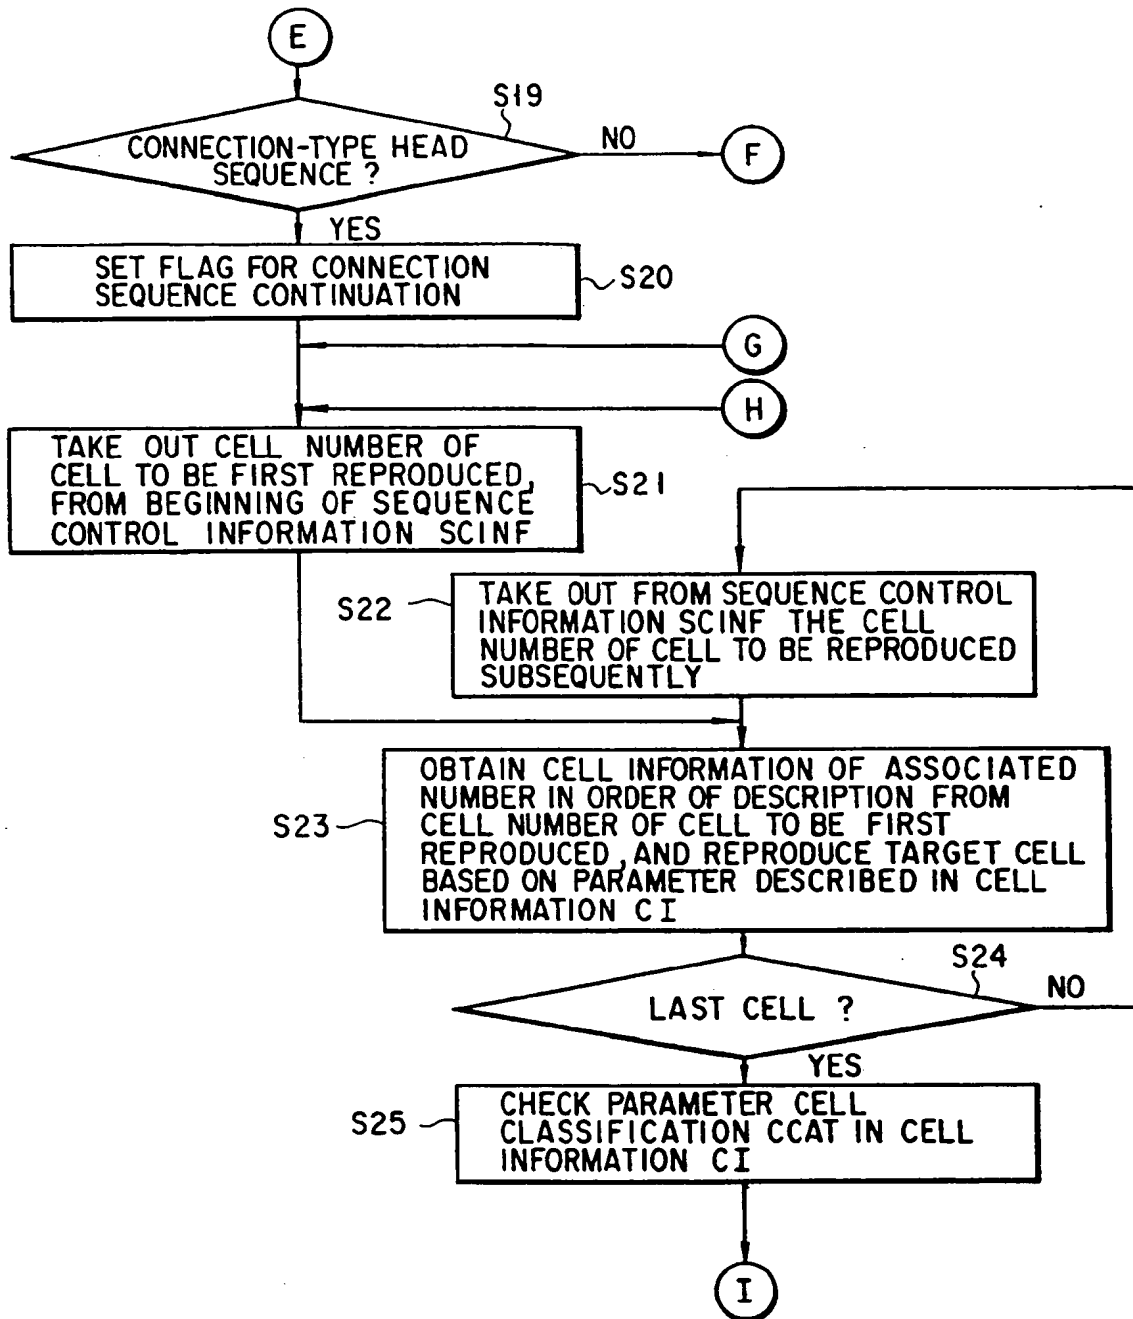 E
S19
CONNECTION-TYPE HEAD
SEQUENCE ?
NO
F
YES
SET FLAG FOR CONNECTION
SEQUENCE CONTINUATION
S20
G
H
TAKE OUT CELL NUMBER OF
CELL TO BE FIRST REPRODUCED,
FROM BEGINNING OF SEQUENCE
CONTROL INFORMATION SCINF
S21
S22
TAKE OUT FROM SEQUENCE CONTROL
INFORMATION SCINF THE CELL
NUMBER OF CELL TO BE REPRODUCED
SUBSEQUENTLY
S23
OBTAIN CELL INFORMATION OF ASSOCIATED
NUMBER IN ORDER OF DESCRIPTION FROM
CELL NUMBER OF CELL TO BE FIRST
REPRODUCED, AND REPRODUCE TARGET CELL
BASED ON PARAMETER DESCRIBED IN CELL
INFORMATION CI
S24
LAST CELL ?
NO
YES
S25
CHECK PARAMETER CELL
CLASSIFICATION CCAT IN CELL
INFORMATION CI
I